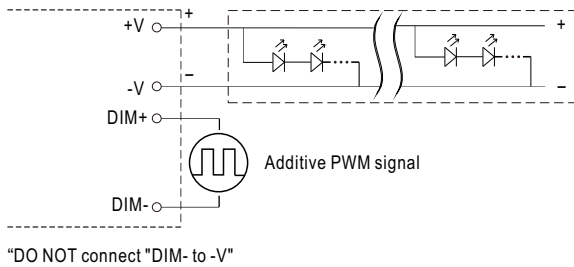 +V
+
+
-V
–
–
DIM+
Additive PWM signal
DIM-
“DO NOT connect "DIM- to -V"